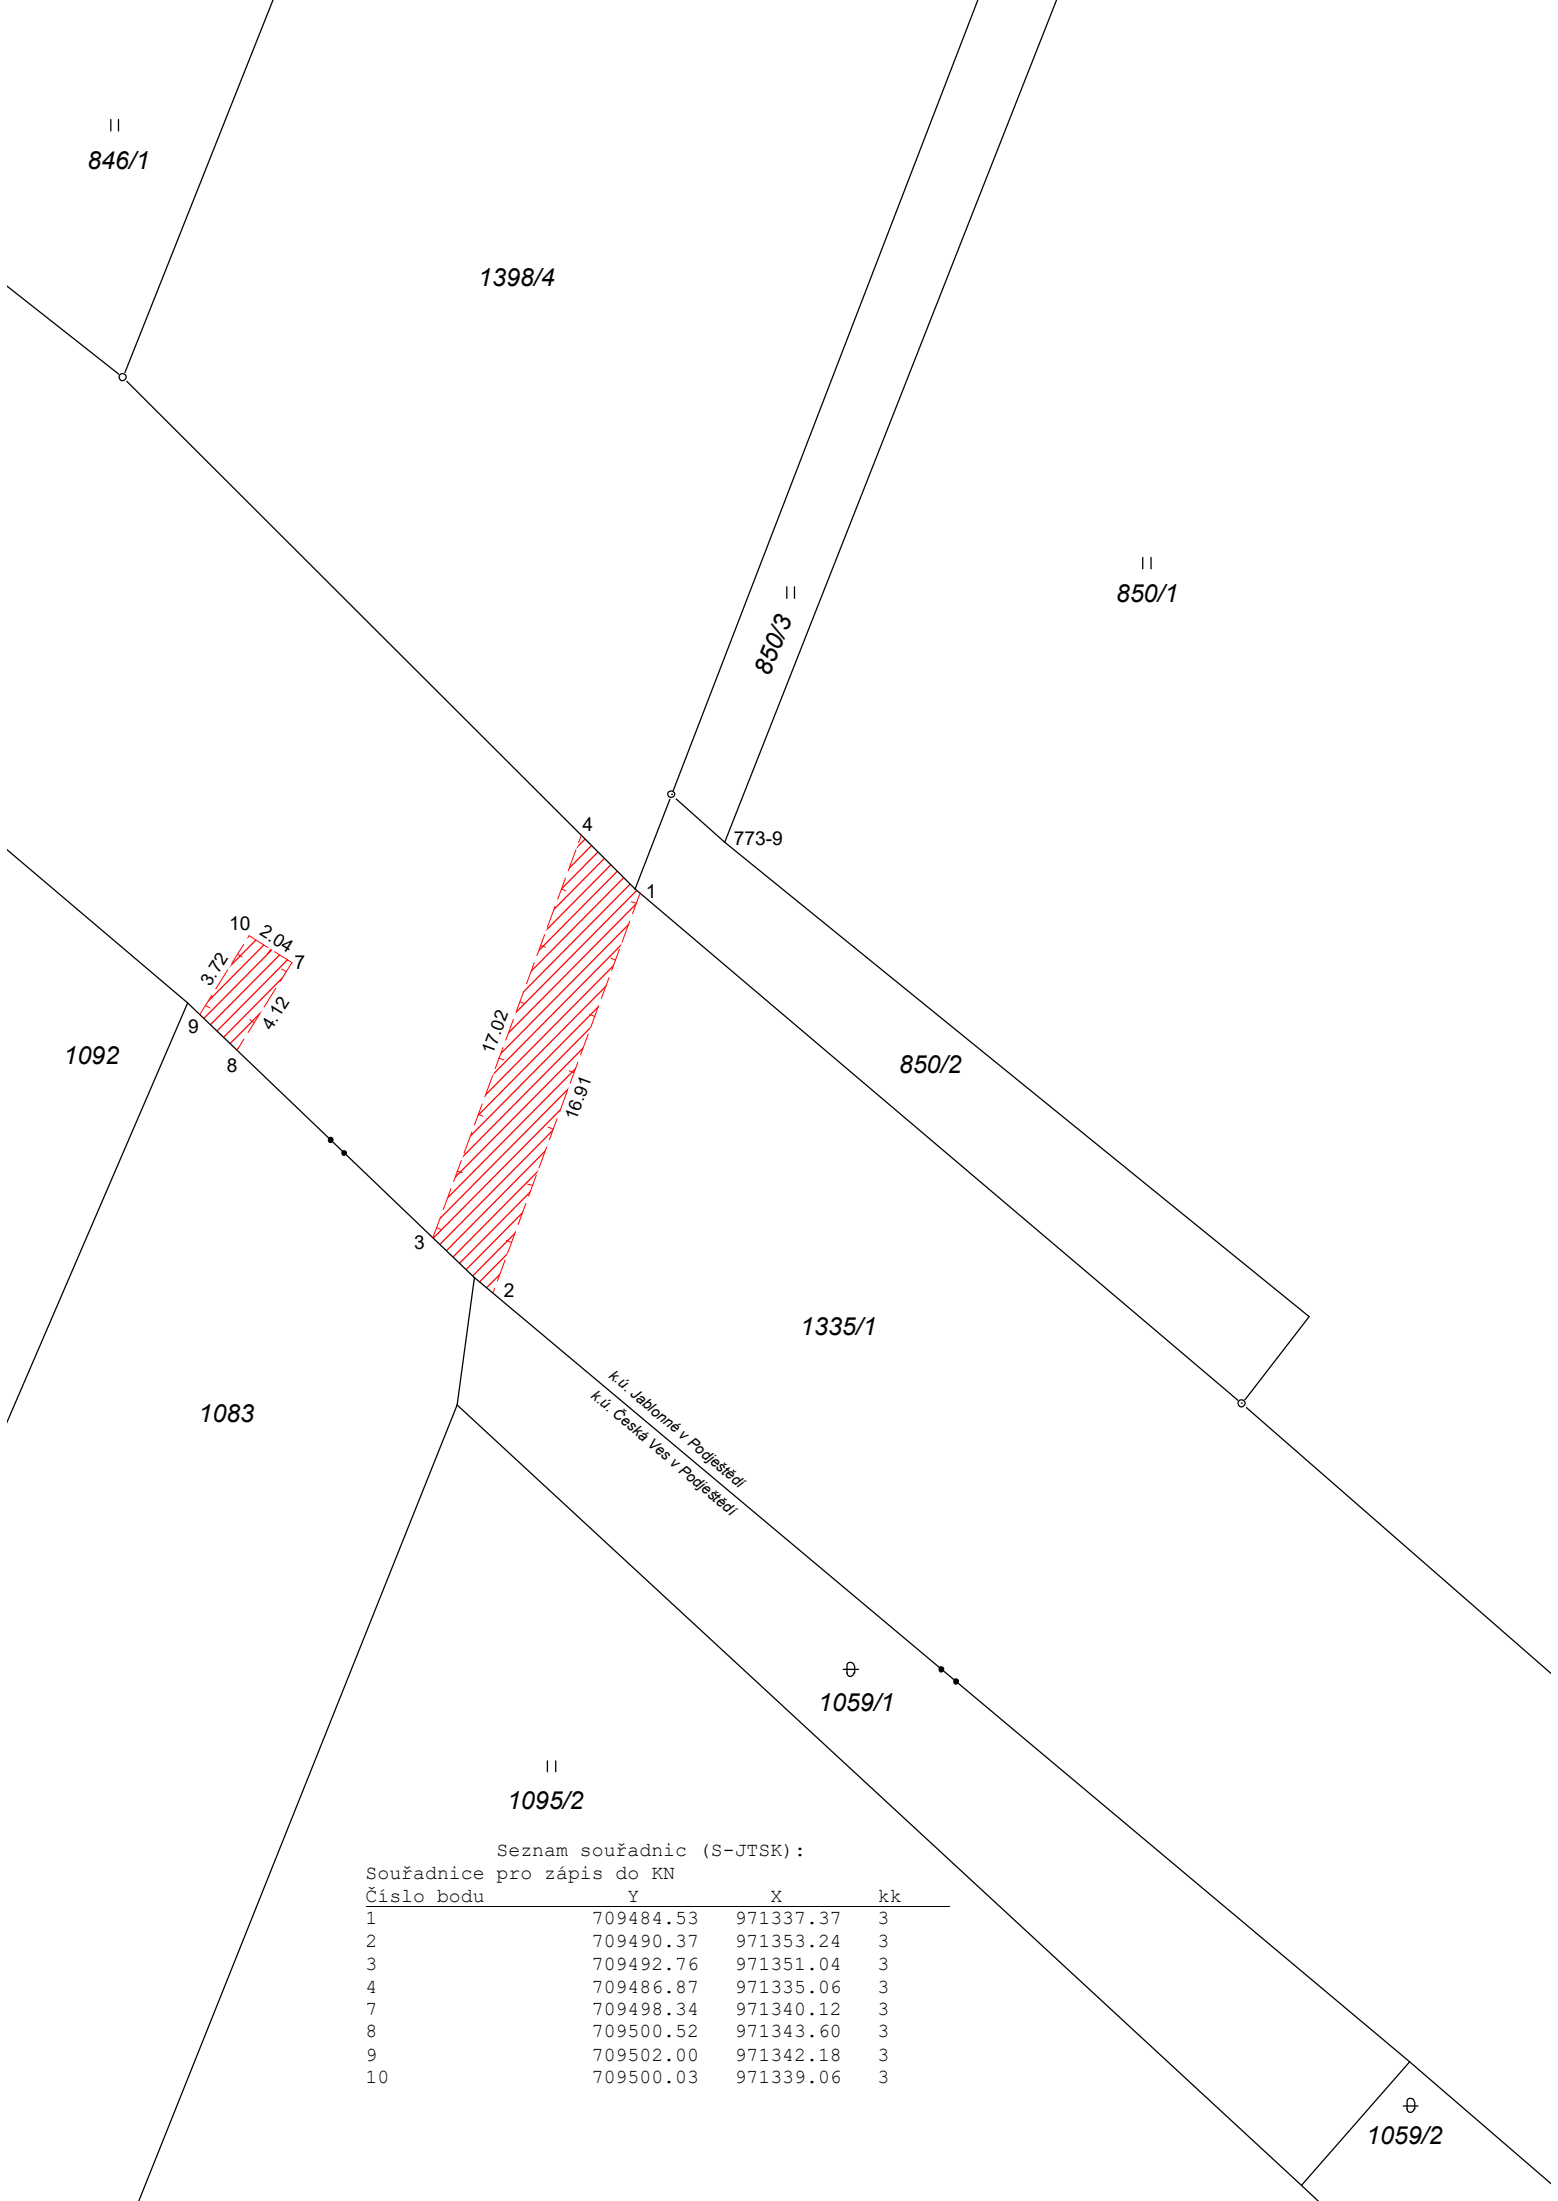 846/1
1398/4
850/1
850/3
4
773-9
1
10
2.04
7
3.72
4.12
9
8
17.02
16.91
1092
850/2
3
2
1335/1
k.ú. Jablonné v Podještědí
k.ú. Česká Ves v Podještědí
1083
1059/1
1095/2
Seznam souřadnic (S-JTSK):
Souřadnice pro zápis do KN
Číslo bodu Y X kk
1 709484.53 971337.37 3
2 709490.37 971353.24 3
3 709492.76 971351.04 3
4 709486.87 971335.06 3
7 709498.34 971340.12 3
8 709500.52 971343.60 3
9 709502.00 971342.18 3
10 709500.03 971339.06 3
1059/2